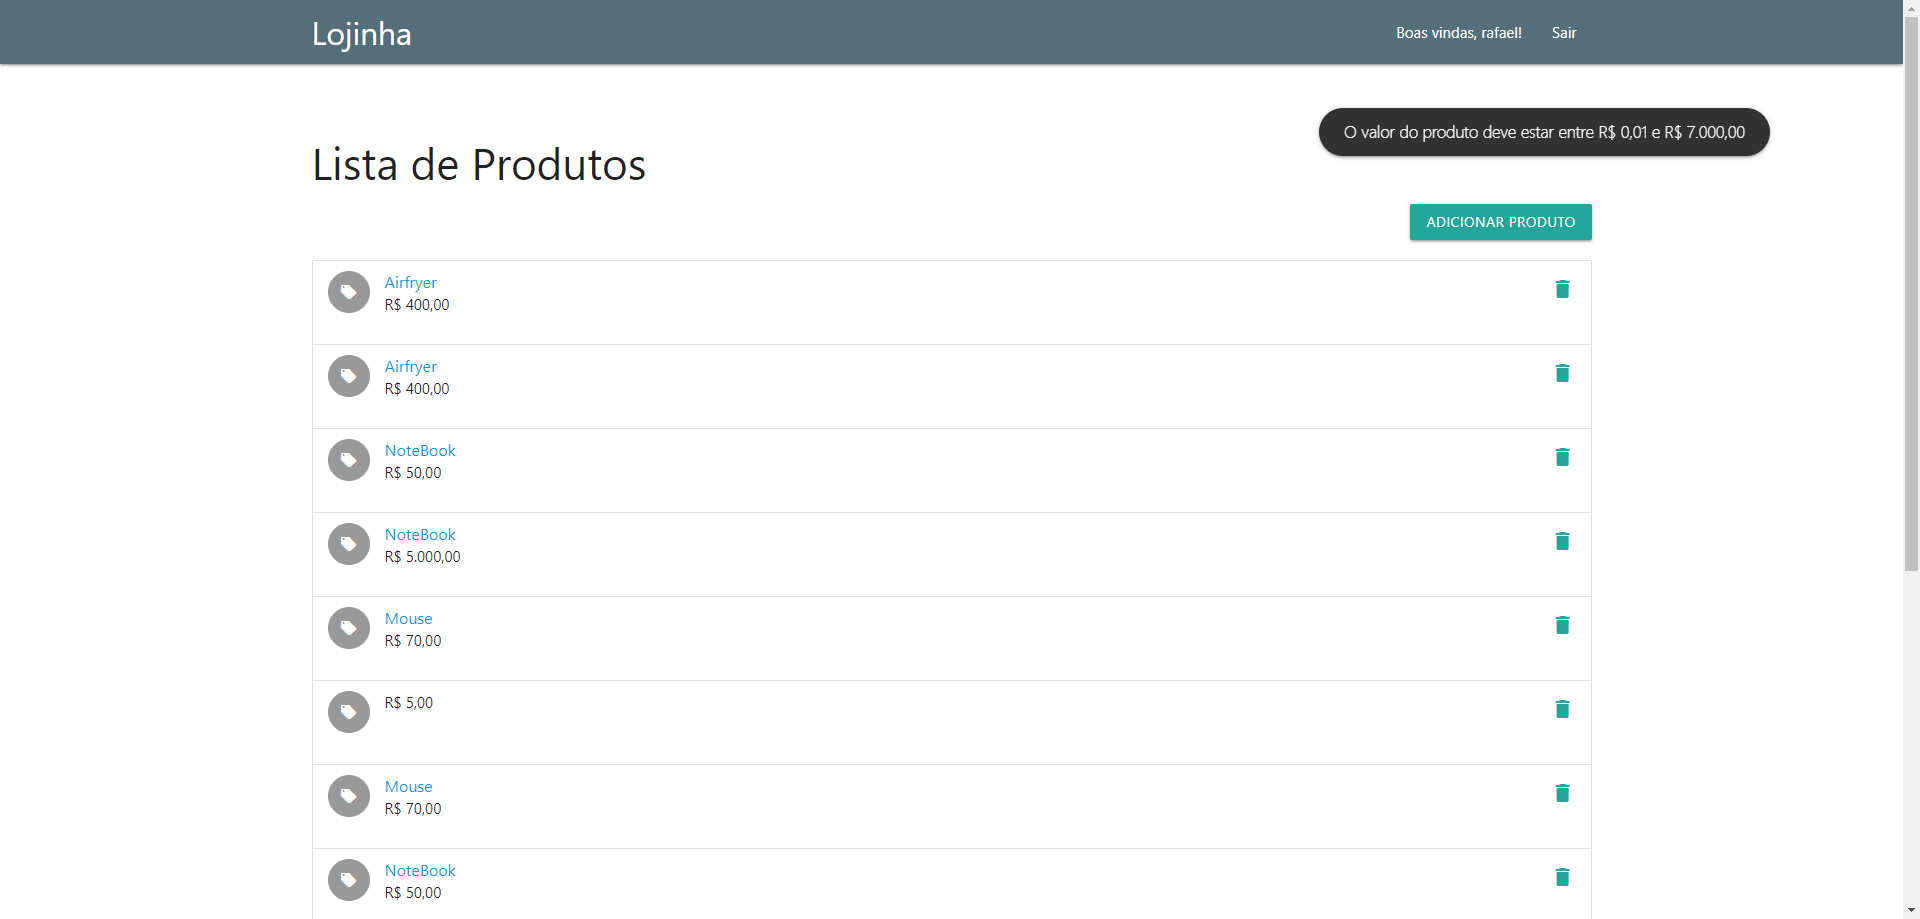 Lojinha
Boas vindas, rafael!
Sair
O valor do produto deve estar entre R$ 0,01 e R$ 7.000,00
Lista de Produtos
ADICIONAR PRODUTO
Airfryer
R$ 400,00
Airfryer
R$ 400,00
NoteBook
R$ 50,00
NoteBook
R$ 5.000,00
Mouse
R$ 70,00
R$ 5,00
Mouse
R$ 70,00
NoteBook
R$ 50,00